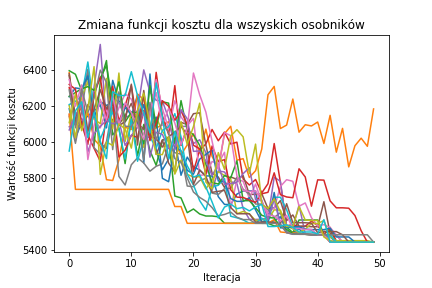 Zmiana funkcji kosztu dla wszyskich osobników
Wartość funkcji kosztu
6400
6200
6000
5800
5600
5400
0 10 20 30 40 50
Iteracja